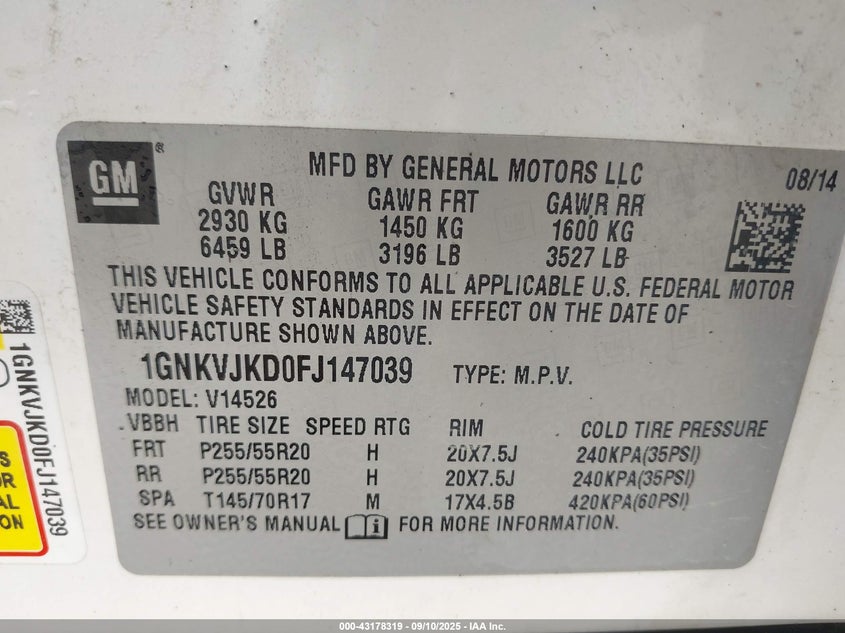 GM
®
MFD BY GENERAL MOTORS LLC
08/14
GVWR GAWR FRT GAWR RR
2930 KG 1450 KG 1600 KG
6459 LB 3196 LB 3527 LB
THIS VEHICLE CONFORMS TO ALL APPLICABLE U.S. FEDERAL MOTOR
VEHICLE SAFETY STANDARDS IN EFFECT ON THE DATE OF
MANUFACTURE SHOWN ABOVE.
1GNKVJKD0FJ147039 TYPE: M.P.V.
MODEL: V14526
VBBH TIRE SIZE SPEED RTG RIM COLD TIRE PRESSURE
FRT P255/55R20 H 20X7.5J 240KPA(35PSI)
RR P255/55R20 H 20X7.5J 240KPA(35PSI)
SPA T145/70R17 M 17X4.5B 420KPA(60PSI)
SEE OWNER'S MANUAL i FOR MORE INFORMATION.
1GNKVJKD0FJ147039
S
OR
AL
ON
000-43178319 - 09/10/2025 - IAA Inc.